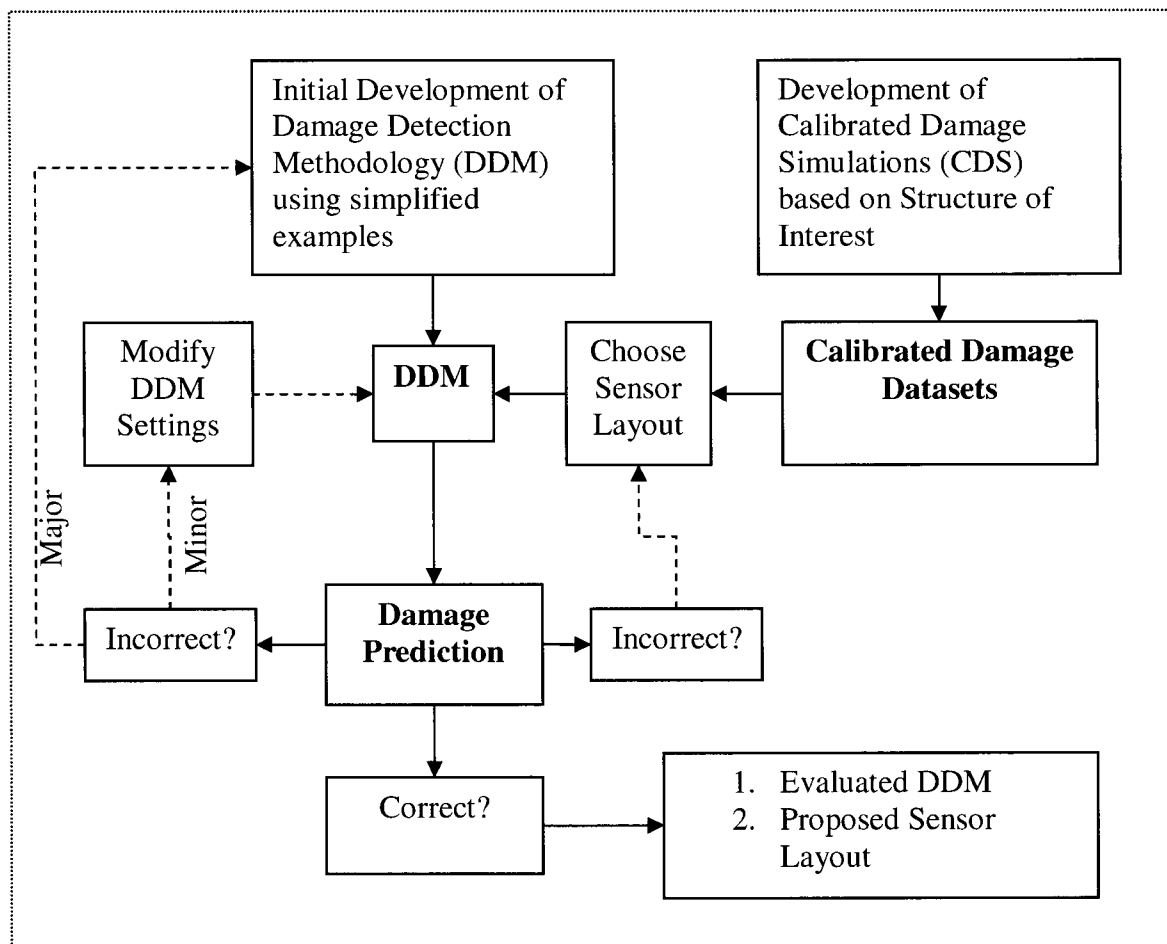 Initial Development of
Damage Detection
Methodology (DDM)
using simplified
examples
Development of
Calibrated Damage
Simulations (CDS)
based on Structure of
Interest
Modify
DDM
Settings
DDM
Choose
Sensor
Layout
Calibrated Damage
Datasets
Major
Minor
Incorrect?
Damage
Prediction
Incorrect?
Correct?
1. Evaluated DDM
2. Proposed Sensor
Layout